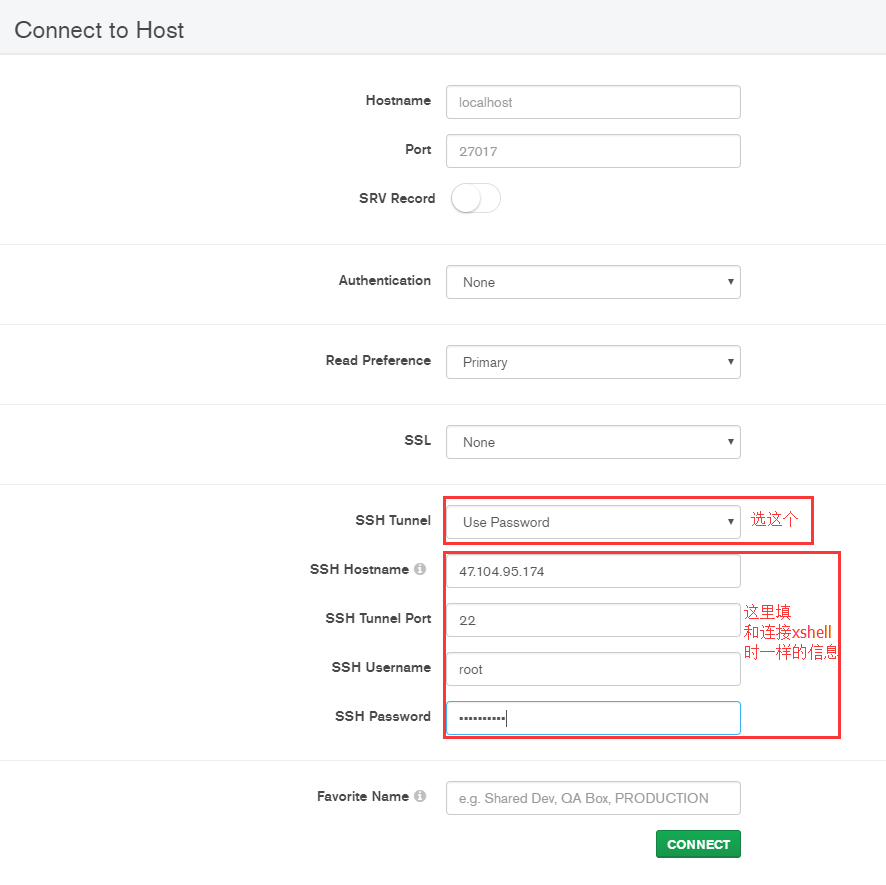 Connect to Host
Hostname
localhost
Port
27017
SRV Record
Authentication
None
Read Preference
Primary
SSL
None
SSH Tunnel
Use Password
选这个
SSH Hostname
47.104.95.174
SSH Tunnel Port
22
这里填
和连接xshell
时一样的信息
SSH Username
root
SSH Password
••••••••••
Favorite Name
e.g. Shared Dev, QA Box, PRODUCTION
CONNECT